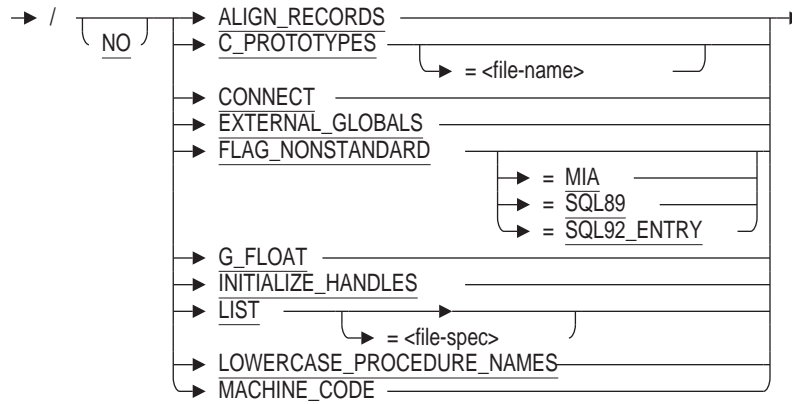 / ALIGN_RECORDS
NO C_PROTOTYPES
= <file-name>
CONNECT
EXTERNAL_GLOBALS
FLAG_NONSTANDARD
= MIA
= SQL89
= SQL92_ENTRY
G_FLOAT
INITIALIZE_HANDLES
LIST
= <file-spec>
LOWERCASE_PROCEDURE_NAMES
MACHINE_CODE